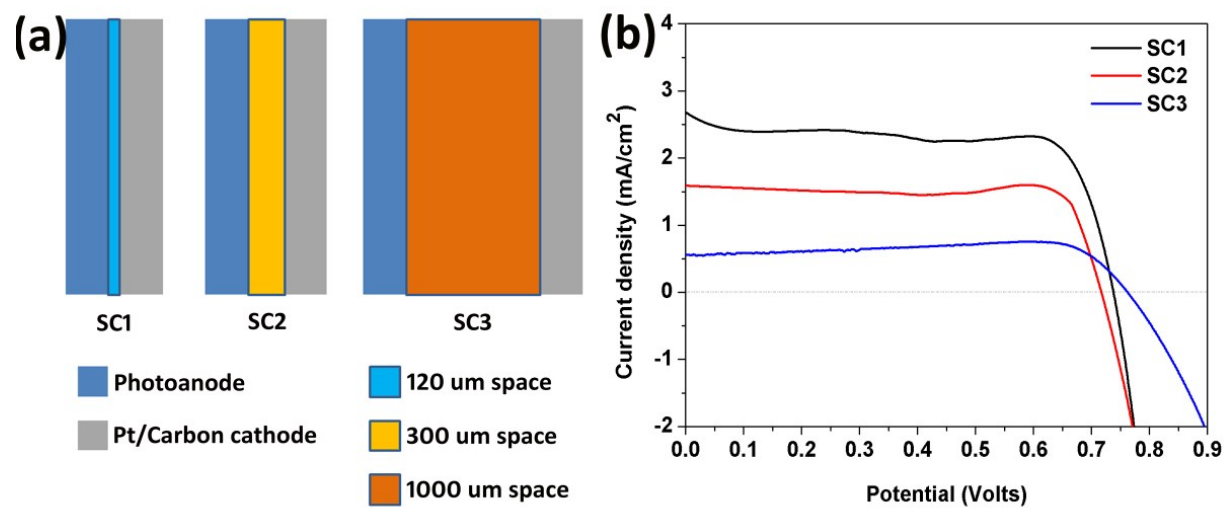 (a)
SC1
SC2
SC3
Photoanode
Pt/Carbon cathode
120 um space
300 um space
1000 um space
(b)
SC1
SC2
SC3
Current density (mA/cm²)
4
3
2
1
0
-1
-2
0.0 0.1 0.2 0.3 0.4 0.5 0.6 0.7 0.8 0.9
Potential (Volts)